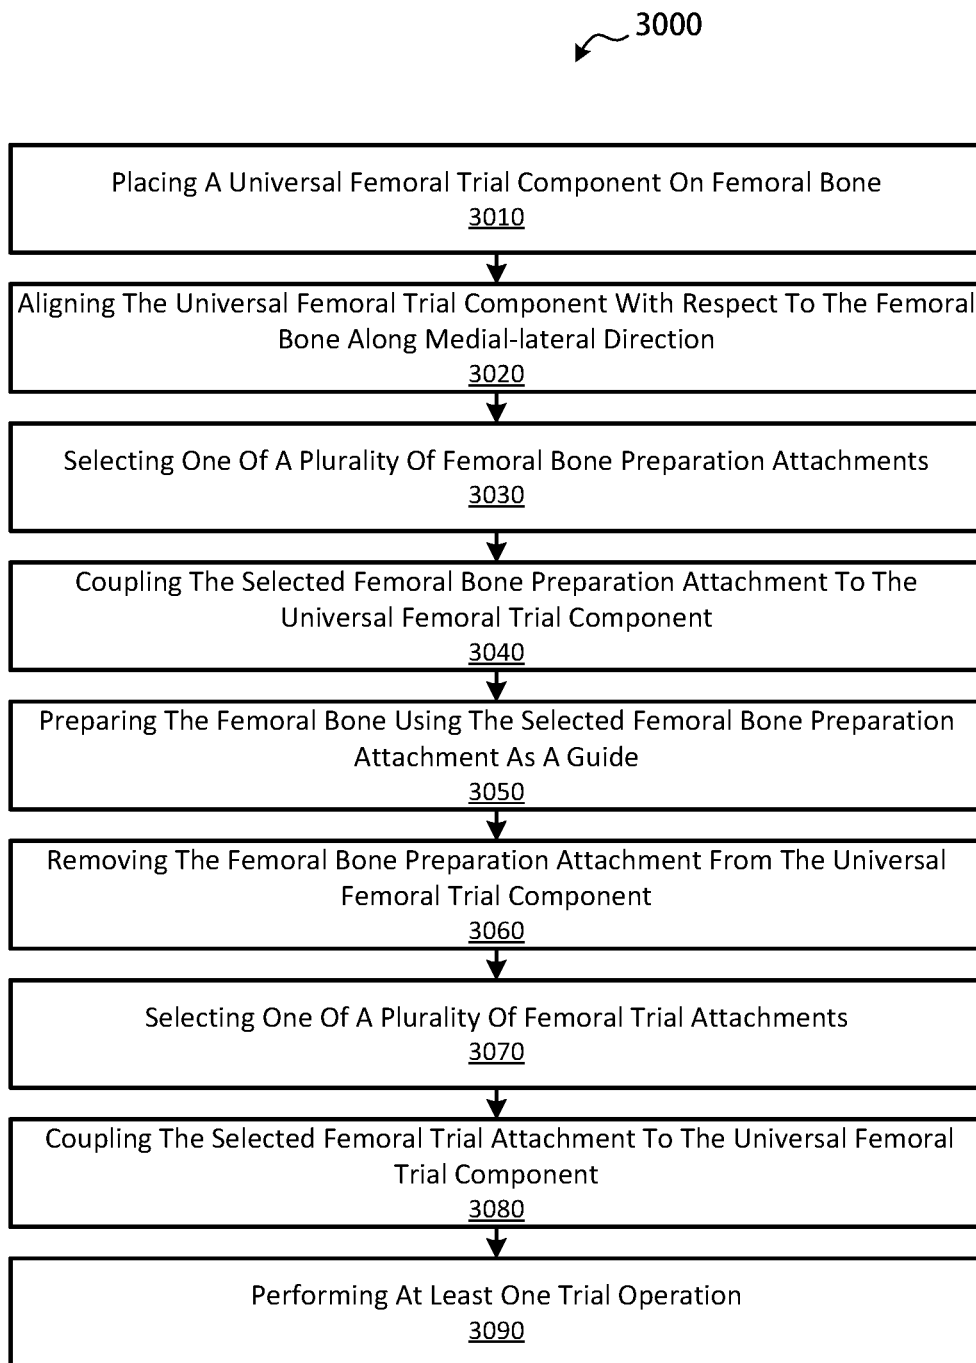 3000
Placing A Universal Femoral Trial Component On Femoral Bone
3010
Aligning The Universal Femoral Trial Component With Respect To The Femoral
Bone Along Medial-lateral Direction
3020
Selecting One Of A Plurality Of Femoral Bone Preparation Attachments
3030
Coupling The Selected Femoral Bone Preparation Attachment To The
Universal Femoral Trial Component
3040
Preparing The Femoral Bone Using The Selected Femoral Bone Preparation
Attachment As A Guide
3050
Removing The Femoral Bone Preparation Attachment From The Universal
Femoral Trial Component
3060
Selecting One Of A Plurality Of Femoral Trial Attachments
3070
Coupling The Selected Femoral Trial Attachment To The Universal Femoral
Trial Component
3080
Performing At Least One Trial Operation
3090